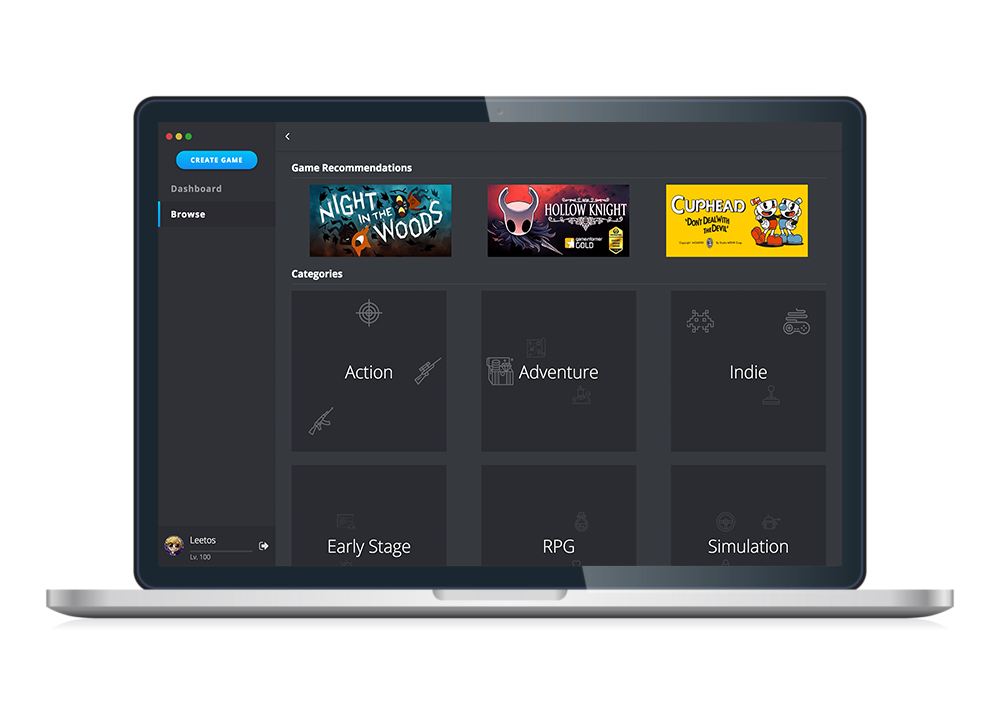 CREATE GAME
Dashboard
Browse
Leetos
Lv. 100
Game Recommendations
NIGHT
IN THE
WOODS
HOLLOW KNIGHT
gameinformer
GOLD
CUPHEAD
"DON'T DEAL WITH
THE DEVIL"
Categories
Action
Adventure
Indie
Early Stage
RPG
Simulation